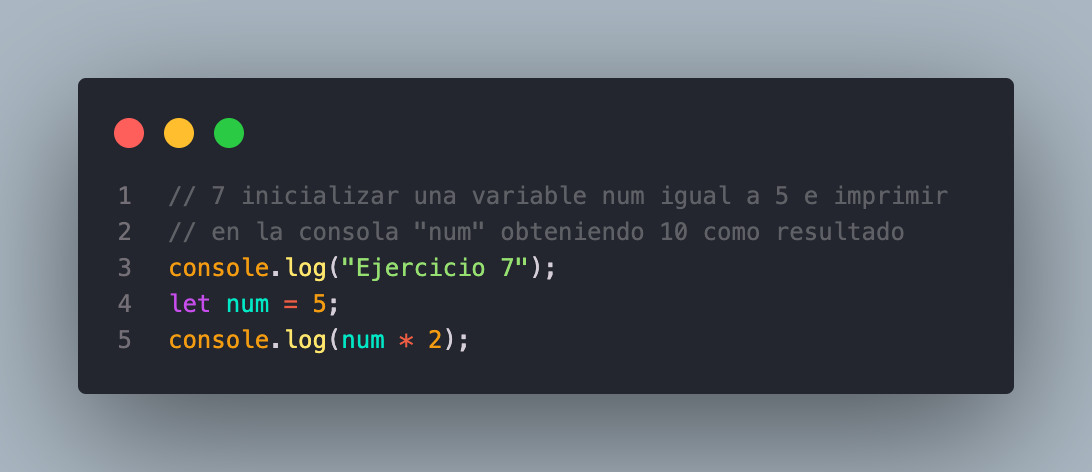 1 // 7 inicializar una variable num igual a 5 e imprimir
2 // en la consola "num" obteniendo 10 como resultado
3 console.log("Ejercicio 7");
4 let num = 5;
5 console.log(num * 2);